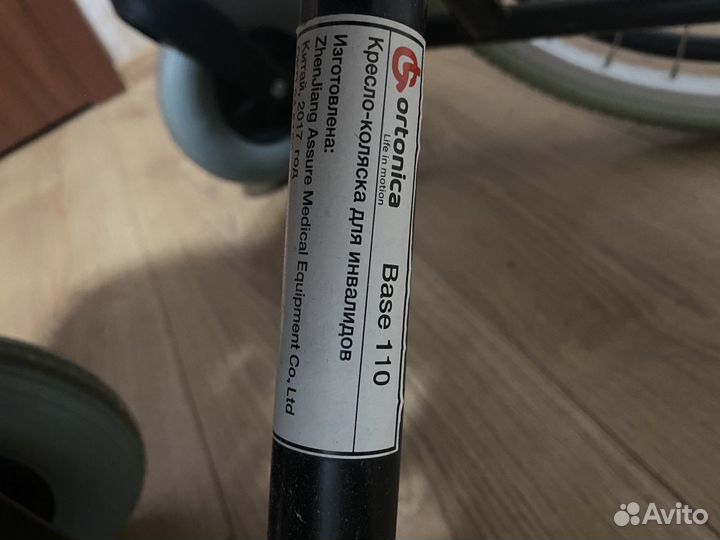 ortonica
Life in motion
Base 110
Кресло-коляска для инвалидов
Изготовлена:
ZhenJiang Assure Medical Equipment Co., Ltd
Китай, 2017 год
Avito